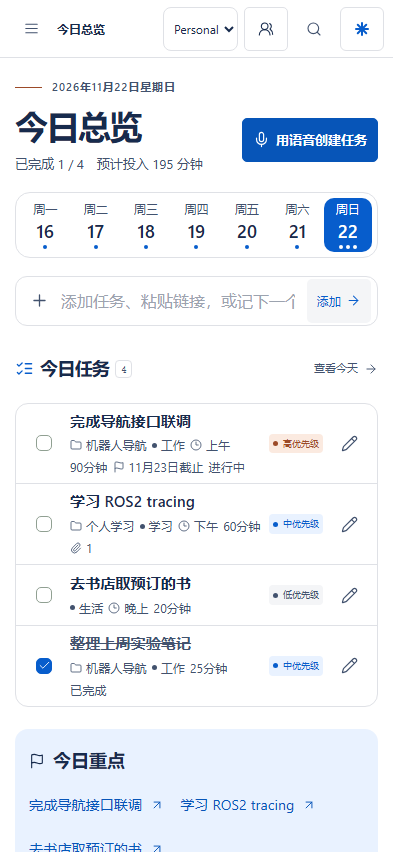 今日总览
Personal
2026年11月22日星期日
今日总览
已完成 1 / 4 预计投入 195 分钟
用语音创建任务
周一 周二 周三 周四 周五 周六 周日
16 17 18 19 20 21 22
添加任务、粘贴链接，或记下一个
添加
今日任务 4
查看今天
完成导航接口联调
机器人导航 工作 上午
90分钟 11月23日截止 进行中
高优先级
学习 ROS2 tracing
个人学习 学习 下午 60分钟
1
中优先级
去书店取预订的书
生活 晚上 20分钟
低优先级
整理上周实验笔记
机器人导航 工作 25分钟
已完成
中优先级
今日重点
完成导航接口联调 学习 ROS2 tracing
去书店取预订的书